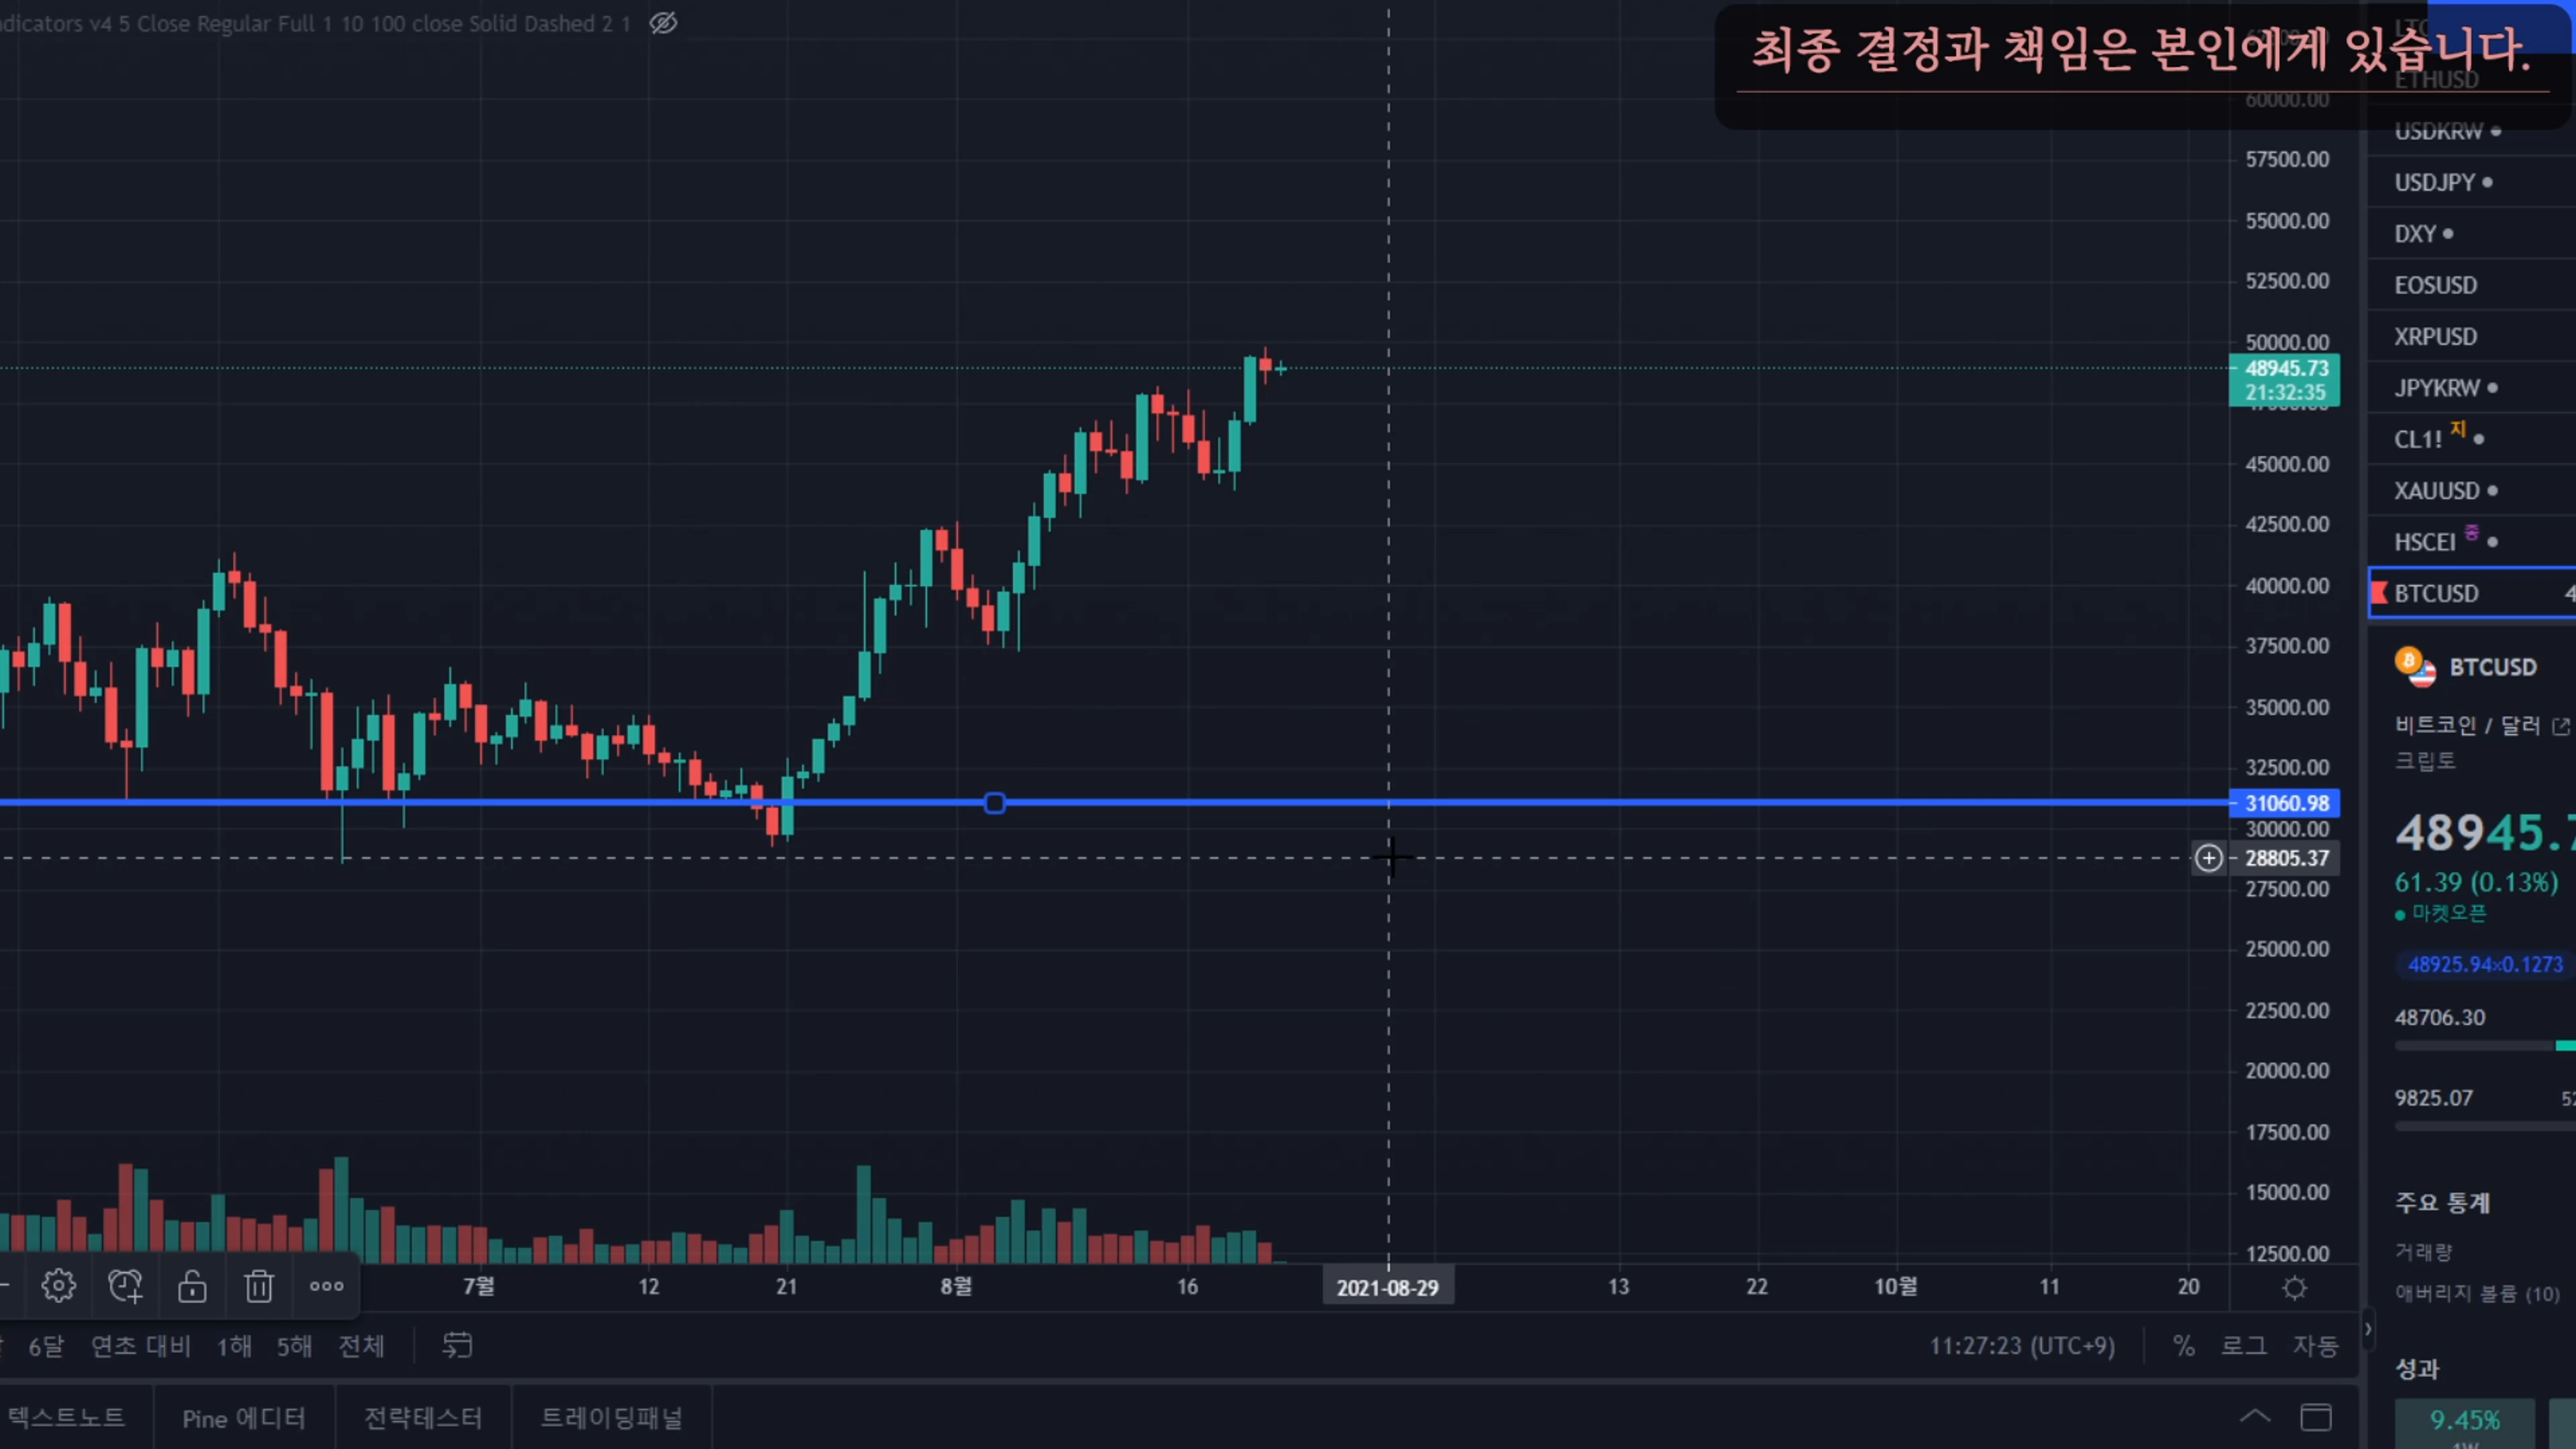 indicators v4 5 Close Regular Full 1 10 100 close Solid Dashed 2 1
최종 결정과 책임은 본인에게 있습니다.
60000.00
57500.00
55000.00
52500.00
50000.00
48945.73
21:32:35
45000.00
42500.00
40000.00
37500.00
35000.00
32500.00
31060.98
30000.00
28805.37
27500.00
25000.00
22500.00
20000.00
17500.00
15000.00
12500.00
7월 12 21 8월 16 2021-08-29 13 22 10월 11 20
6달 연초 대비 1해 5해 전체
11:27:23 (UTC+9) % 로그 자동
텍스트노트 Pine 에디터 전략테스터 트레이딩패널
LTC
ETHUSD
USDKRW
USDJPY
DXY
EOSUSD
XRPUSD
JPYKRW
CL1! 지
XAUUSD
HSCEI 종
BTCUSD 4
BTCUSD
비트코인 / 달러
크립토
48945.7
61.39 (0.13%)
마켓오픈
48925.94×0.1273
48706.30
9825.07 52
주요 통계
거래량
애버리지 볼륨 (10)
성과
9.45%
1W